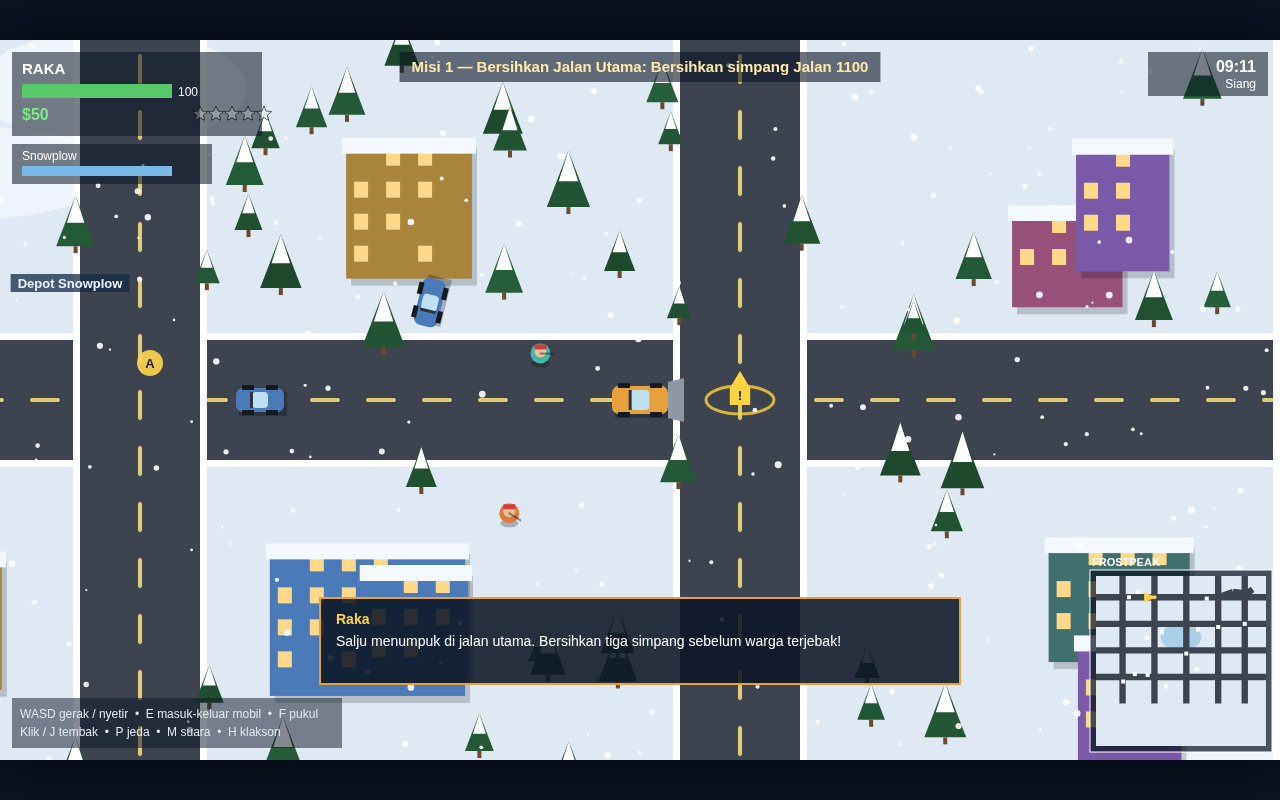 RAKA
100
$50
Snowplow
Misi 1 — Bersihkan Jalan Utama: Bersihkan simpang Jalan 1100
09:11
Siang
Depot Snowplow
A
!
FROSTPEAK
Raka
Salju menumpuk di jalan utama. Bersihkan tiga simpang sebelum warga terjebak!
WASD gerak / nyetir • E masuk-keluar mobil • F pukul
Klik / J tembak • P jeda • M suara • H klakson